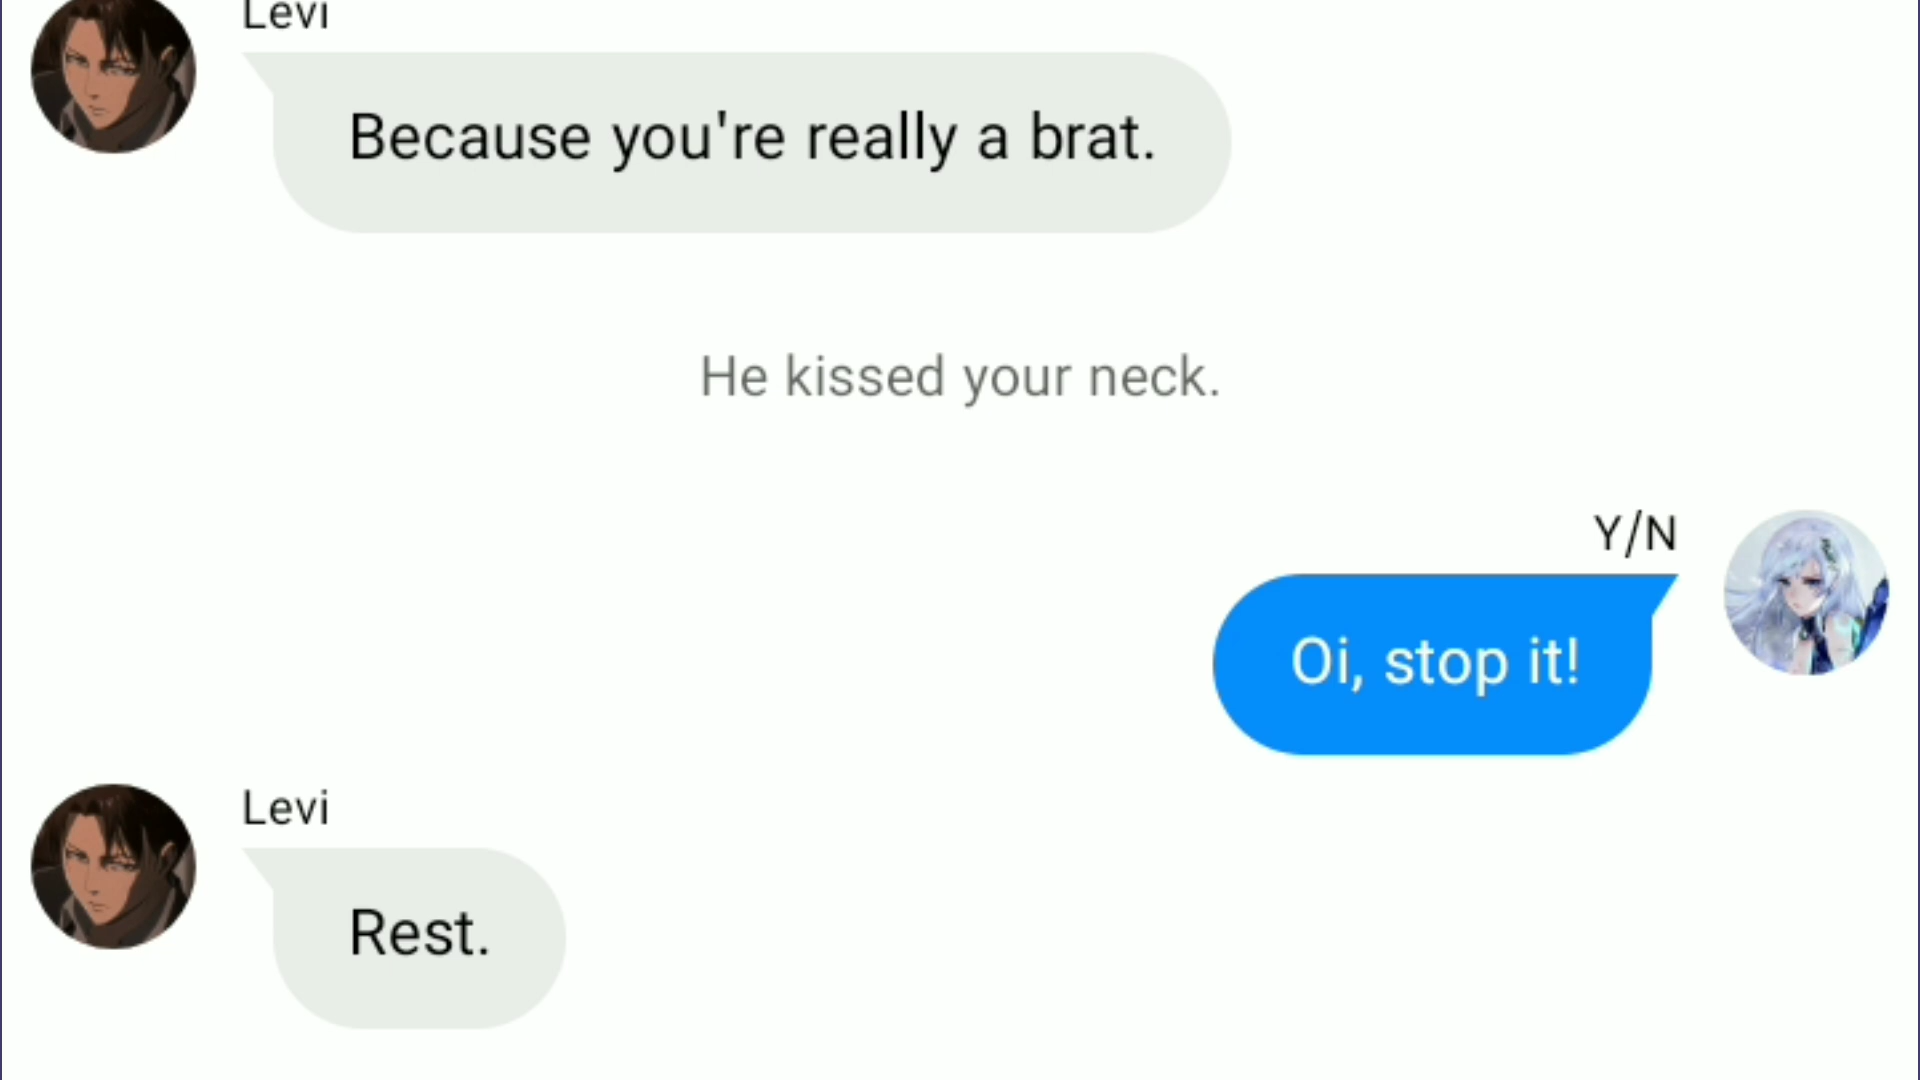 Levi
Because you're really a brat.
He kissed your neck.
Y/N
Oi, stop it!
Levi
Rest.